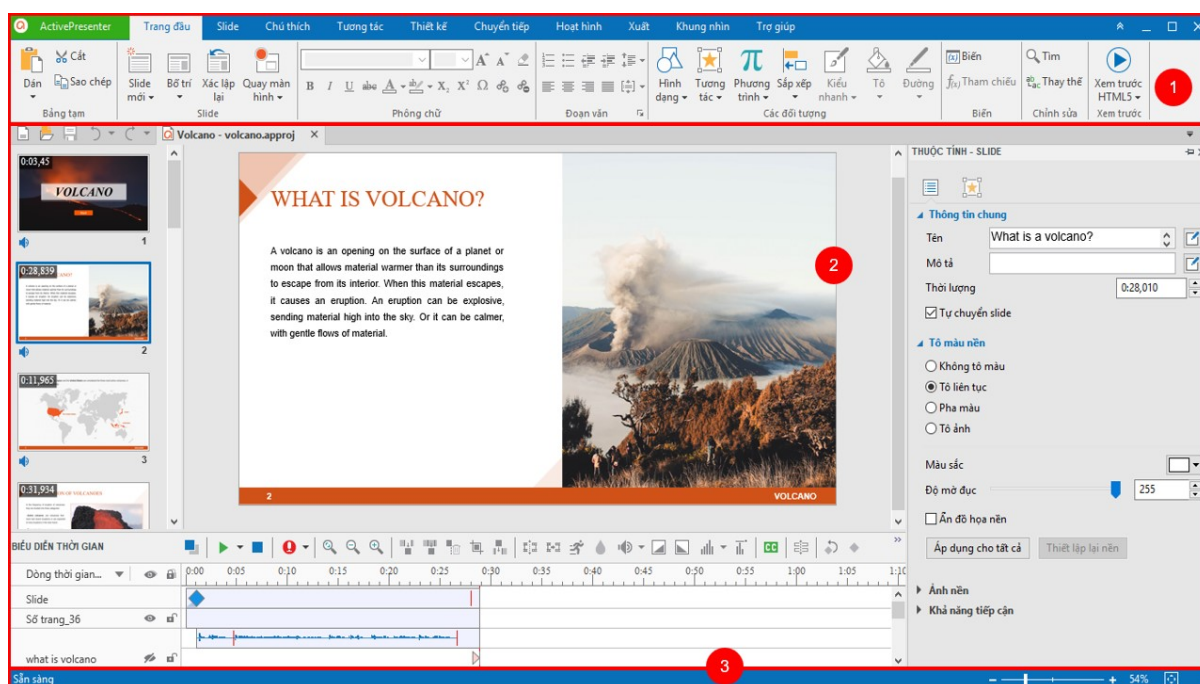 ActivePresenter Trang đầu Slide Chú thích Tương tác Thiết kế Chuyển tiếp Hoạt hình Xuất Khung nhìn Trợ giúp
Dán
Cắt
Sao chép
Bảng tạm
Slide mới
Bố trí
Xác lập lại
Quay màn hình
Slide
B I U abc A aby X₂ X² Ω
Phông chữ
Đoạn văn
Hình dạng
Tương tác
Phương trình
Sắp xếp
Kiểu nhanh
Tô
Đường
Các đối tượng
(x) Biến
f(x) Tham chiếu
Biến
Tìm
Thay thế
Chỉnh sửa
Xem trước HTML5
Xem trước
1
Volcano - volcano.approj
0:03,45
VOLCANO
1
0:28,839
2
0:11,965
3
0:31,934
WHAT IS VOLCANO?
A volcano is an opening on the surface of a planet or
moon that allows material warmer than its surroundings
to escape from its interior. When this material escapes,
it causes an eruption. An eruption can be explosive,
sending material high into the sky. Or it can be calmer,
with gentle flows of material.
2
2 VOLCANO
THUỘC TÍNH - SLIDE
Thông tin chung
Tên What is a volcano?
Mô tả
Thời lượng 0:28,010
Tự chuyển slide
Tô màu nền
Không tô màu
Tô liên tục
Pha màu
Tô ảnh
Màu sắc
Độ mờ đục 255
Ẩn đồ họa nền
Áp dụng cho tất cả Thiết lập lại nền
Ảnh nền
Khả năng tiếp cận
BIỂU DIỄN THỜI GIAN
CC
Dòng thời gian... 0:00 0:05 0:10 0:15 0:20 0:25 0:30 0:35 0:40 0:45 0:50 0:55 1:00 1:05 1:10
Slide
Số trang_36
what is volcano
3
Sẵn sàng 54%